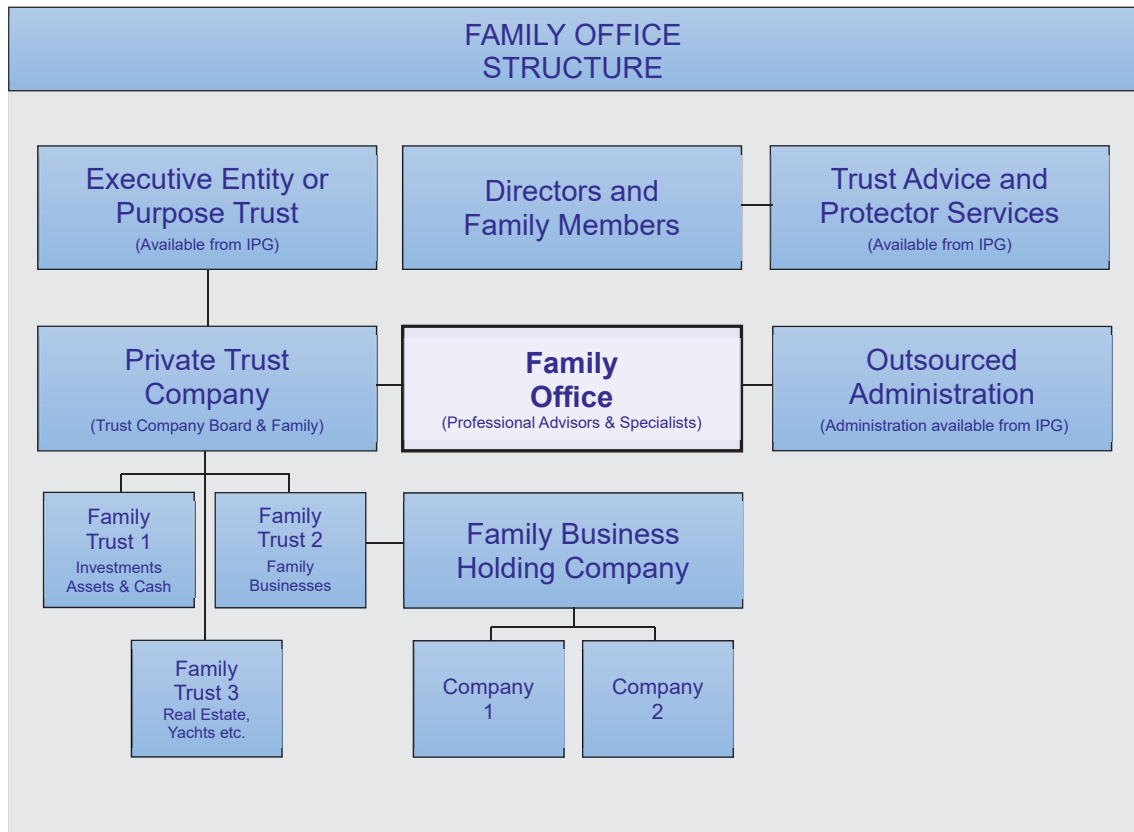 FAMILY OFFICE
STRUCTURE
Executive Entity or
Purpose Trust
(Available from IPG)
Directors and
Family Members
Trust Advice and
Protector Services
(Available from IPG)
Private Trust
Company
(Trust Company Board & Family)
Family
Office
(Professional Advisors & Specialists)
Outsourced
Administration
(Administration available from IPG)
Family
Trust 1
Investments
Assets & Cash
Family
Trust 2
Family
Businesses
Family Business
Holding Company
Family
Trust 3
Real Estate,
Yachts etc.
Company
1
Company
2